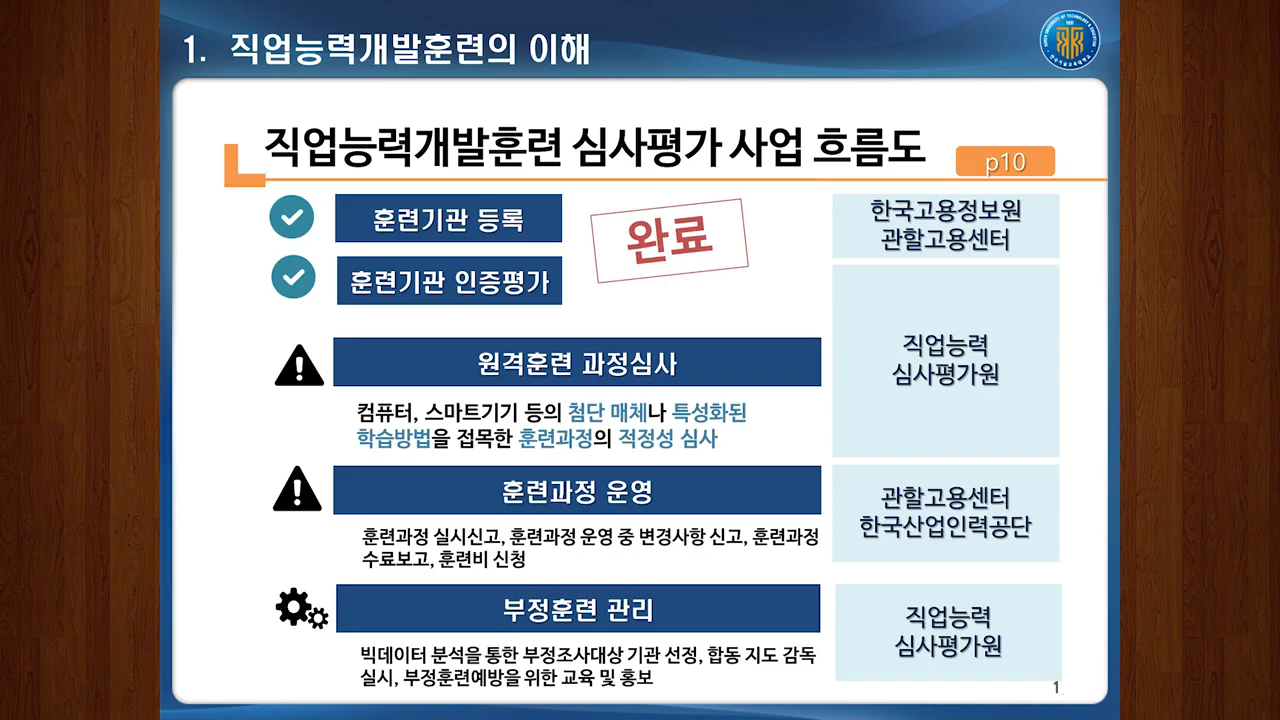 1. 직업능력개발훈련의 이해
직업능력개발훈련 심사평가 사업 흐름도
p10
훈련기관 등록
완료
한국고용정보원
관할고용센터
훈련기관 인증평가
직업능력
심사평가원
원격훈련 과정심사
컴퓨터, 스마트기기 등의 첨단 매체나 특성화된
학습방법을 접목한 훈련과정의 적정성 심사
훈련과정 운영
관할고용센터
한국산업인력공단
훈련과정 실시신고, 훈련과정 운영 중 변경사항 신고, 훈련과정
수료보고, 훈련비 신청
부정훈련 관리
직업능력
심사평가원
빅데이터 분석을 통한 부정조사대상 기관 선정, 합동 지도 감독
실시, 부정훈련예방을 위한 교육 및 홍보
1